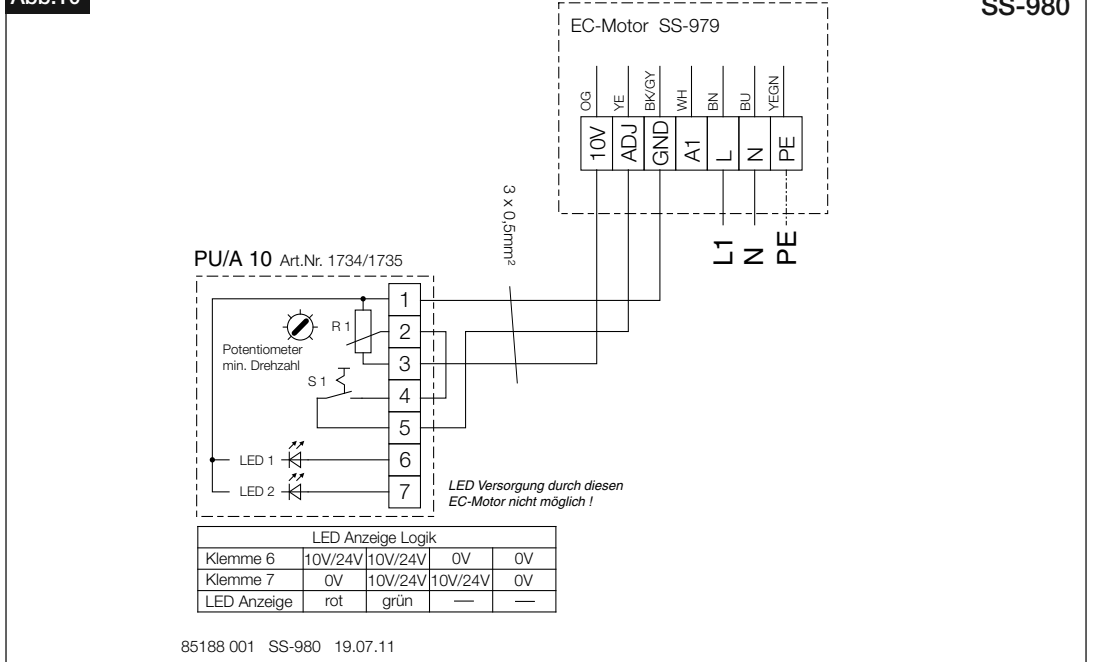 Abb.10
SS-980
EC-Motor SS-979
OG
YE
BK/GY
WH
BN
BU
YEGN
10V
ADJ
GND
A1
L
N
PE
L1
N
PE
3 x 0,5mm²
PU/A 10 Art.Nr. 1734/1735
1
R 1
2
Potentiometer
min. Drehzahl
3
S 1
4
5
LED 1
6
LED 2
7
LED Versorgung durch diesen
EC-Motor nicht möglich !
LED Anzeige Logik
Klemme 6 10V/24V 10V/24V 0V 0V
Klemme 7 0V 10V/24V 10V/24V 0V
LED Anzeige rot grün — —
85188 001 SS-980 19.07.11